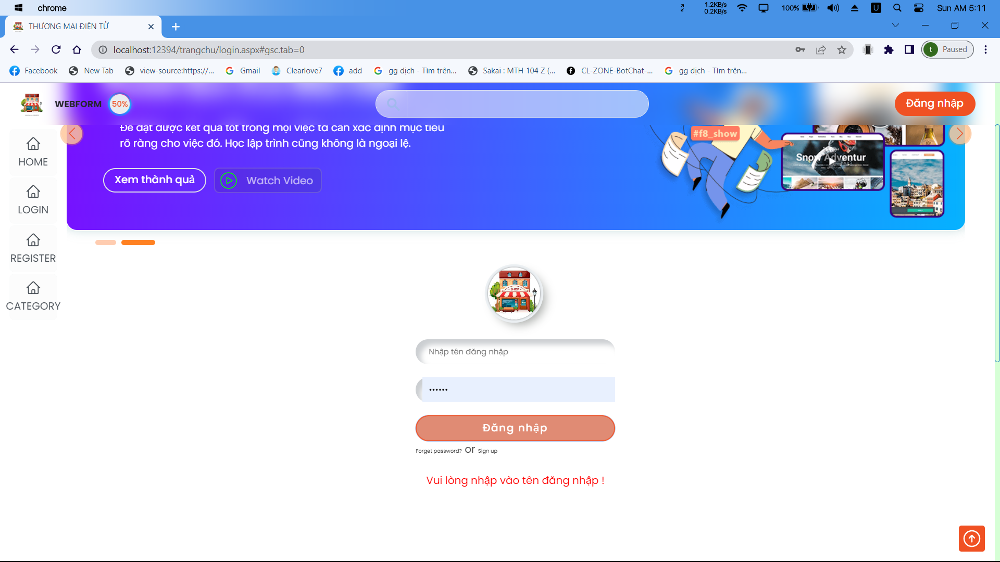 chrome
1.2KB/s
0.2KB/s
100%
U
Sun AM 5:11
THƯƠNG MẠI ĐIỆN TỬ
localhost:12394/trangchu/login.aspx#gsc.tab=0
t Paused
Facebook
New Tab
view-source:https://...
Gmail
Clearlove7
add
gg dịch - Tìm trên...
Sakai : MTH 104 Z (...
CL-ZONE-BotChat-...
gg dịch - Tìm trên...
WEBFORM 50%
Đăng nhập
HOME
LOGIN
REGISTER
CATEGORY
Để đạt được kết quả tốt trong mọi việc ta cần xác định mục tiêu
rõ ràng cho việc đó. Học lập trình cũng không là ngoại lệ.
Xem thành quả
Watch Video
#f8_show
Snow Adventur
SHOP
Nhập tên đăng nhập
••••••
Đăng nhập
Forget password? or Sign up
Vui lòng nhập vào tên đăng nhập !